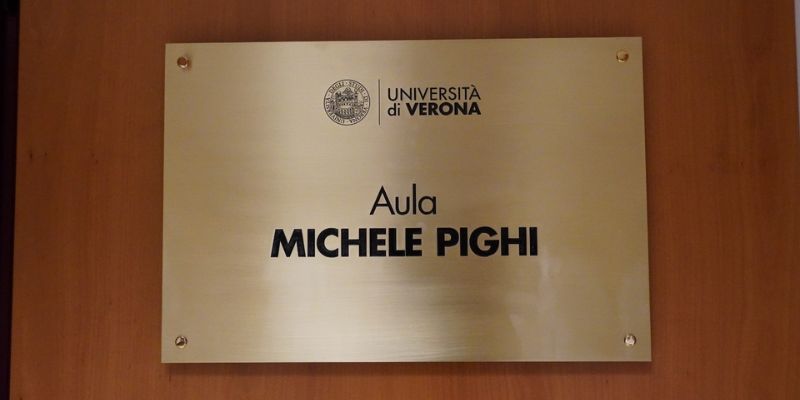 UNIVERSITÀ
di VERONA
Aula
MICHELE PIGHI